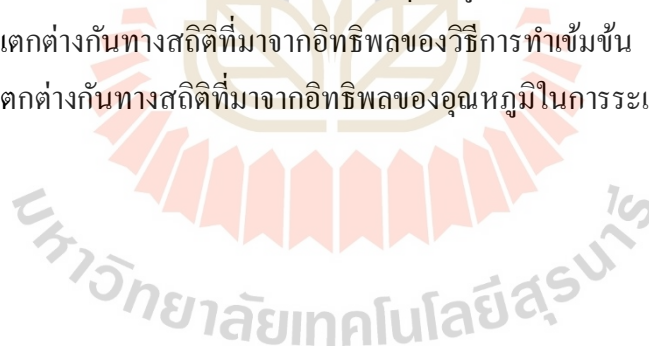 แตกต่างกันทางสถิติที่มาจากอิทธิพลของวิธีการทำเข้มข้น
ตกต่างกันทางสถิติที่มาจากอิทธิพลของอุณหภูมิในการระเ
หาวิทยาลัยเทคโนโลยีสุรนาร